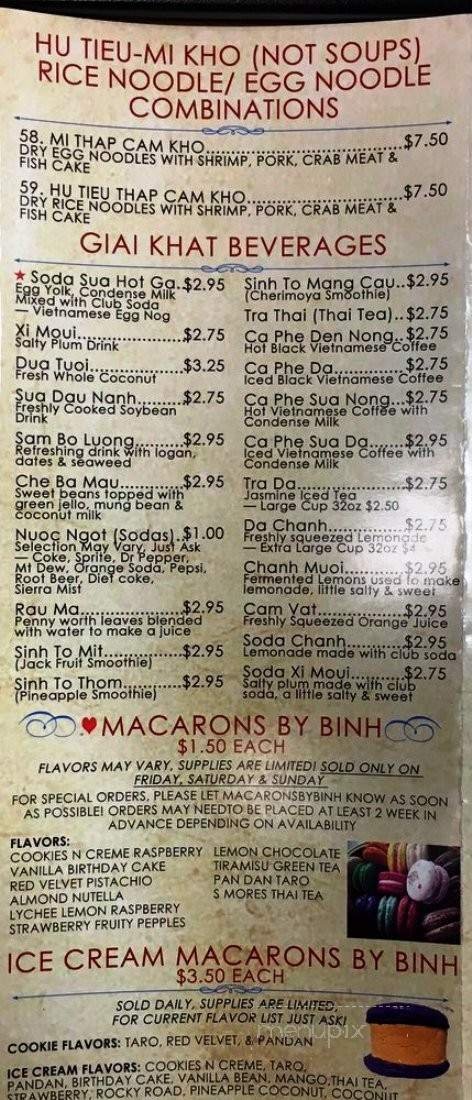 HU TIEU-MI KHO (NOT SOUPS)
RICE NOODLE/ EGG NOODLE
COMBINATIONS
58. MI THAP CAM KHO.................................$7.50
DRY EGG NOODLES WITH SHRIMP, PORK, CRAB MEAT &
FISH CAKE
59. HU TIEU THAP CAM KHO.........................$7.50
DRY RICE NOODLES WITH SHRIMP, PORK, CRAB MEAT &
FISH CAKE
GIAI KHAT BEVERAGES
★ Soda Sua Hot Ga.$2.95
Egg Yolk, Condense Milk
Mixed with Club Soda
— Vietnamese Egg Nog
Xi Moui................$2.75
Salty Plum Drink
Dua Tuoi..............$3.25
Fresh Whole Coconut
Sua Dau Nanh.......$2.75
Freshly Cooked Soybean
Drink
Sam Bo Luong.......$2.95
Refreshing drink with logan,
dates & seaweed
Che Ba Mau..........$2.95
Sweet beans topped with
green jello, mung bean &
coconut milk
Nuoc Ngot (Sodas).$1.00
Selection May Vary, Just Ask
— Coke, Sprite, Dr Pepper,
Mt Dew, Orange Soda, Pepsi,
Root Beer, Diet coke,
Sierra Mist
Rau Ma................$2.95
Penny worth leaves blended
with water to make a juice
Sinh To Mit............$2.95
(Jack Fruit Smoothie)
Sinh To Thom.........$2.95
(Pineapple Smoothie)
Sinh To Mang Cau..$2.95
(Cherimoya Smoothie)
Tra Thai (Thai Tea)..$2.75
Ca Phe Den Nong..$2.75
Hot Black Vietnamese Coffee
Ca Phe Da.............$2.75
Iced Black Vietnamese Coffee
Ca Phe Sua Nong...$2.75
Hot Vietnamese Coffee with
Condense Milk
Ca Phe Sua Da......$2.95
Iced Vietnamese Coffee with
Condense Milk
Tra Da..................$2.75
Jasmine Iced Tea
— Large Cup 32oz $2.50
Da Chanh..............$2.75
Freshly squeezed Lemonade
— Extra Large Cup 32oz $4
Chanh Muoi...........$2.95
Fermented Lemons used to make
lemonade, little salty & sweet
Cam Vat...............$2.95
Freshly Squeezed Orange Juice
Soda Chanh...........$2.95
Lemonade made with club soda
Soda Xi Moui.........$2.75
Salty plum made with club
soda, a little salty & sweet
♥MACARONS BY BINH
$1.50 EACH
FLAVORS MAY VARY, SUPPLIES ARE LIMITED! SOLD ONLY ON
FRIDAY, SATURDAY & SUNDAY
FOR SPECIAL ORDERS, PLEASE LET MACARONSBYBINH KNOW AS SOON
AS POSSIBLE! ORDERS MAY NEEDTO BE PLACED AT LEAST 2 WEEK IN
ADVANCE DEPENDING ON AVAILABILITY
FLAVORS:
COOKIES N CREME RASPBERRY
VANILLA BIRTHDAY CAKE
RED VELVET PISTACHIO
ALMOND NUTELLA
LYCHEE LEMON RASPBERRY
STRAWBERRY FRUITY PEPPLES
LEMON CHOCOLATE
TIRAMISU GREEN TEA
PAN DAN TARO
S MORES THAI TEA
ICE CREAM MACARONS BY BINH
$3.50 EACH
SOLD DAILY, SUPPLIES ARE LIMITED,
FOR CURRENT FLAVOR LIST JUST ASK!
menupix
COOKIE FLAVORS: TARO, RED VELVET, & PANDAN
ICE CREAM FLAVORS: COOKIES N CREME, TARO,
PANDAN, BIRTHDAY CAKE, VANILLA BEAN, MANGO,THAI TEA,
STRAWBERRY, ROCKY ROAD, PINEAPPLE COCONUT, COCONUT